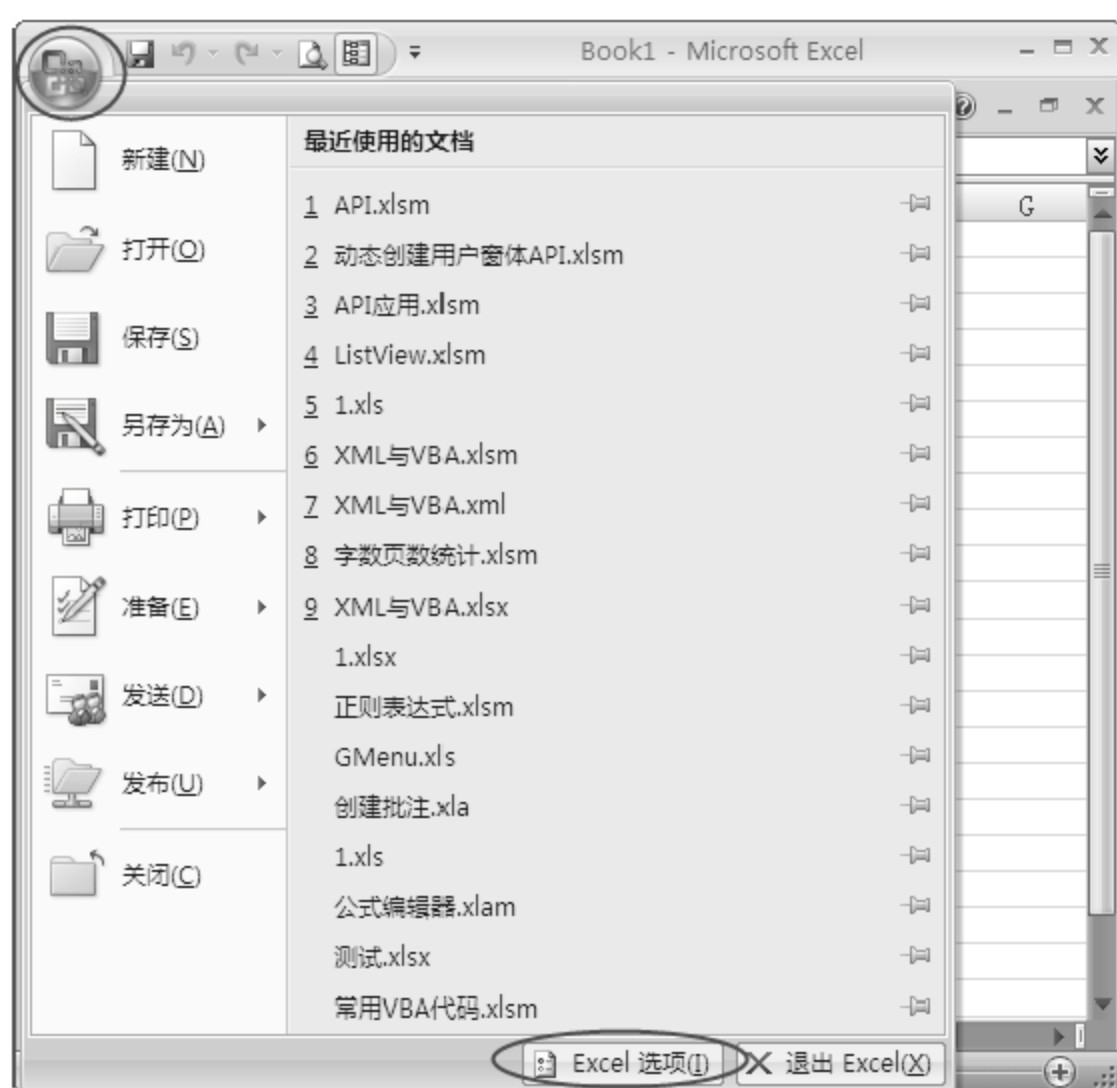 Book1 - Microsoft Excel
新建(N)
打开(O)
保存(S)
另存为(A)
打印(P)
准备(E)
发送(D)
发布(U)
关闭(C)
最近使用的文档
1 API.xlsm
2 动态创建用户窗体API.xlsm
3 API应用.xlsm
4 ListView.xlsm
5 1.xls
6 XML与VBA.xlsm
7 XML与VBA.xml
8 字数页数统计.xlsm
9 XML与VBA.xlsx
1.xlsx
正则表达式.xlsm
GMenu.xls
创建批注.xla
1.xls
公式编辑器.xlam
测试.xlsx
常用VBA代码.xlsm
G
Excel 选项(I)
退出 Excel(X)